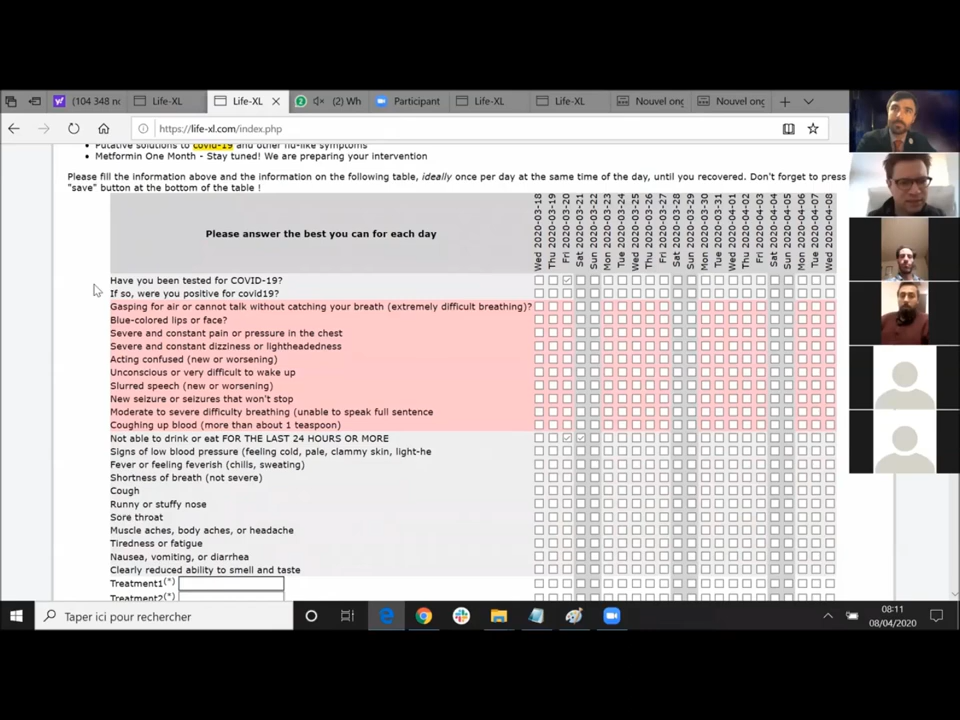 (104 348 nc
Life-XL
Life-XL
(2) Wh
Participant
Life-XL
Life-XL
Nouvel ong
Nouvel ong
https://life-xl.com/index.php
Putative solutions to covid-19 and other flu-like symptoms
Metformin One Month - Stay tuned! We are preparing your intervention
Please fill the information above and the information on the following table, ideally once per day at the same time of the day, until you recovered. Don't forget to press
"save" button at the bottom of the table !
Please answer the best you can for each day
Wed 2020-03-18
Thu 2020-03-19
Fri 2020-03-20
Sat 2020-03-21
Sun 2020-03-22
Mon 2020-03-23
Tue 2020-03-24
Wed 2020-03-25
Thu 2020-03-26
Fri 2020-03-27
Sat 2020-03-28
Sun 2020-03-29
Mon 2020-03-30
Tue 2020-03-31
Wed 2020-04-01
Thu 2020-04-02
Fri 2020-04-03
Sat 2020-04-04
Sun 2020-04-05
Mon 2020-04-06
Tue 2020-04-07
Wed 2020-04-08
Have you been tested for COVID-19?
If so, were you positive for covid19?
Gasping for air or cannot talk without catching your breath (extremely difficult breathing)?
Blue-colored lips or face?
Severe and constant pain or pressure in the chest
Severe and constant dizziness or lightheadedness
Acting confused (new or worsening)
Unconscious or very difficult to wake up
Slurred speech (new or worsening)
New seizure or seizures that won't stop
Moderate to severe difficulty breathing (unable to speak full sentence
Coughing up blood (more than about 1 teaspoon)
Not able to drink or eat FOR THE LAST 24 HOURS OR MORE
Signs of low blood pressure (feeling cold, pale, clammy skin, light-he
Fever or feeling feverish (chills, sweating)
Shortness of breath (not severe)
Cough
Runny or stuffy nose
Sore throat
Muscle aches, body aches, or headache
Tiredness or fatigue
Nausea, vomiting, or diarrhea
Clearly reduced ability to smell and taste
Treatment1(*)
Treatment2(*)
Taper ici pour rechercher
08:11
08/04/2020